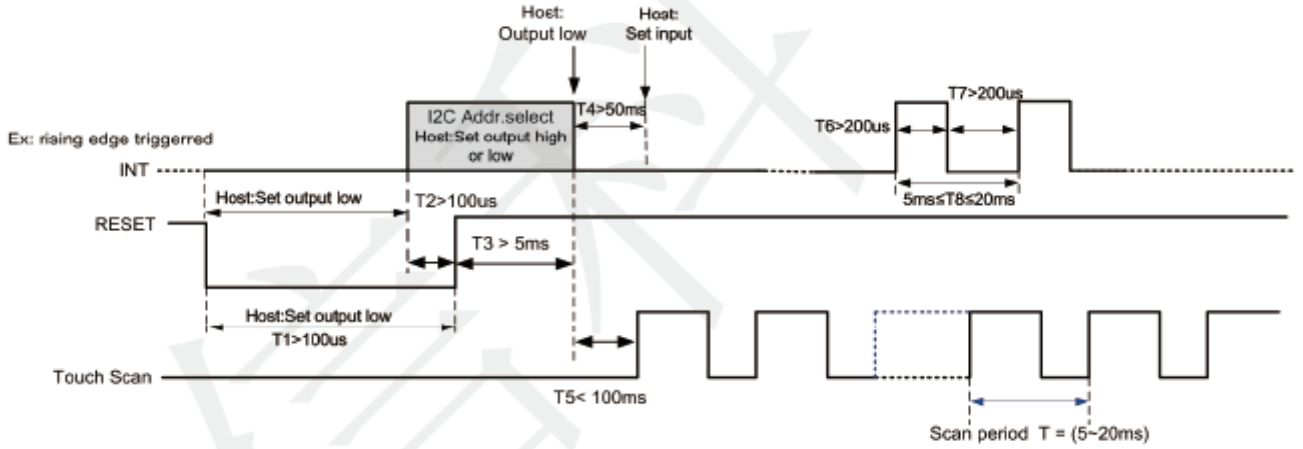 Host:
Output low
Host:
Set input
I2C Addr.select
Host:Set output high
or low
T4>50ms
T7>200us
T6>200us
Ex: rising edge triggerred
INT
Host:Set output low
T2>100us
5ms≤T8≤20ms
RESET
T3 > 5ms
Host:Set output low
T1>100us
Touch Scan
T5< 100ms
Scan period T = (5~20ms)